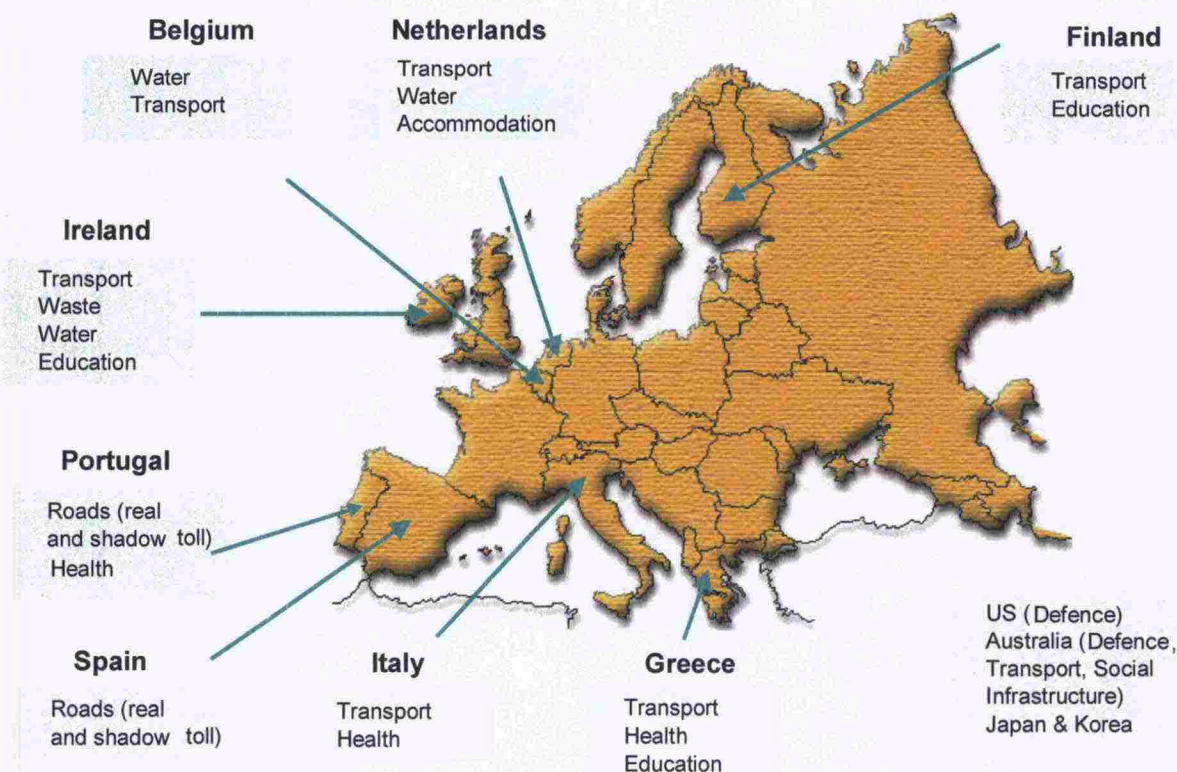 Belgium
Water
Transport
Netherlands
Transport
Water
Accommodation
Finland
Transport
Education
Ireland
Transport
Waste
Water
Education
Portugal
Roads (real
and shadow toll)
Health
Spain
Roads (real
and shadow toll)
Italy
Transport
Health
Greece
Transport
Health
Education
US (Defence)
Australia (Defence,
Transport, Social
Infrastructure)
Japan & Korea